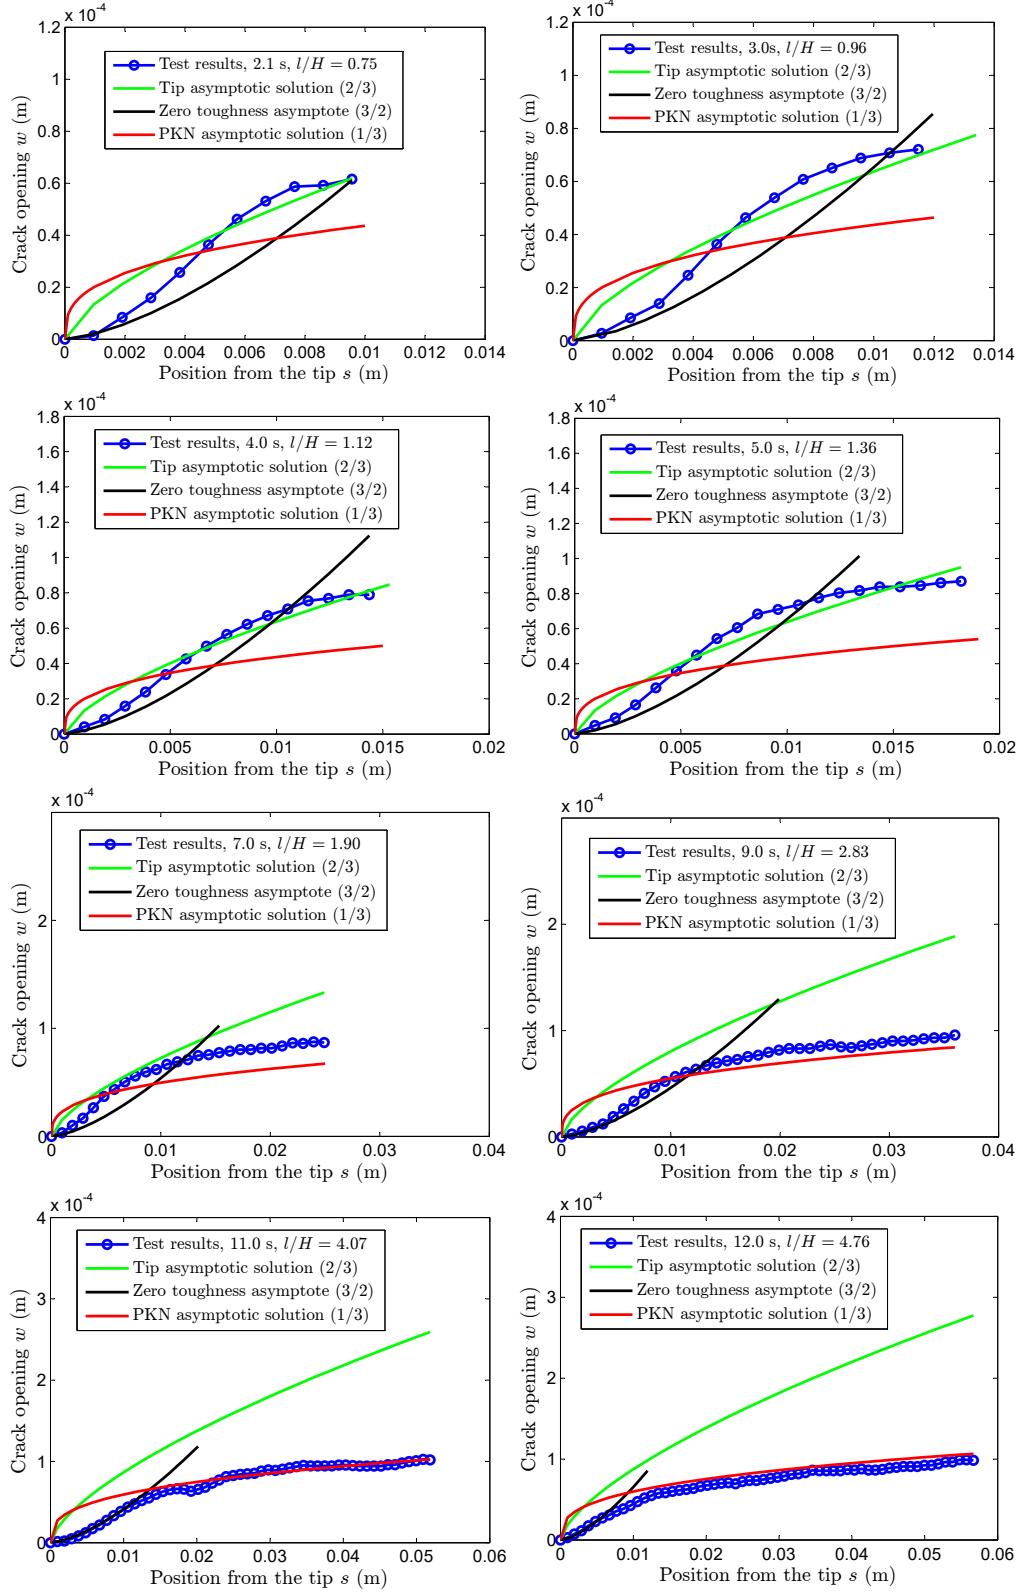 x 10⁻⁴
1.2
1
0.8
0.6
0.4
0.2
0
Crack opening w (m)
Test results, 2.1 s, l/H = 0.75
Tip asymptotic solution (2/3)
Zero toughness asymptote (3/2)
PKN asymptotic solution (1/3)
0 0.002 0.004 0.006 0.008 0.01 0.012 0.014
Position from the tip s (m)
x 10⁻⁴
1.2
1
0.8
0.6
0.4
0.2
0
Crack opening w (m)
Test results, 3.0s, l/H = 0.96
Tip asymptotic solution (2/3)
Zero toughness asymptote (3/2)
PKN asymptotic solution (1/3)
0 0.002 0.004 0.006 0.008 0.01 0.012 0.014
Position from the tip s (m)
x 10⁻⁴
1.8
1.6
1.4
1.2
1
0.8
0.6
0.4
0.2
0
Crack opening w (m)
Test results, 4.0 s, l/H = 1.12
Tip asymptotic solution (2/3)
Zero toughness asymptote (3/2)
PKN asymptotic solution (1/3)
0 0.005 0.01 0.015 0.02
Position from the tip s (m)
x 10⁻⁴
1.8
1.6
1.4
1.2
1
0.8
0.6
0.4
0.2
0
Crack opening w (m)
Test results, 5.0 s, l/H = 1.36
Tip asymptotic solution (2/3)
Zero toughness asymptote (3/2)
PKN asymptotic solution (1/3)
0 0.005 0.01 0.015 0.02
Position from the tip s (m)
x 10⁻⁴
2
1
0
Crack opening w (m)
Test results, 7.0 s, l/H = 1.90
Tip asymptotic solution (2/3)
Zero toughness asymptote (3/2)
PKN asymptotic solution (1/3)
0 0.01 0.02 0.03 0.04
Position from the tip s (m)
x 10⁻⁴
2
1
0
Crack opening w (m)
Test results, 9.0 s, l/H = 2.83
Tip asymptotic solution (2/3)
Zero toughness asymptote (3/2)
PKN asymptotic solution (1/3)
0 0.01 0.02 0.03 0.04
Position from the tip s (m)
x 10⁻⁴
4
3
2
1
0
Crack opening w (m)
Test results, 11.0 s, l/H = 4.07
Tip asymptotic solution (2/3)
Zero toughness asymptote (3/2)
PKN asymptotic solution (1/3)
0 0.01 0.02 0.03 0.04 0.05 0.06
Position from the tip s (m)
x 10⁻⁴
4
3
2
1
0
Crack opening w (m)
Test results, 12.0 s, l/H = 4.76
Tip asymptotic solution (2/3)
Zero toughness asymptote (3/2)
PKN asymptotic solution (1/3)
0 0.01 0.02 0.03 0.04 0.05 0.06
Position from the tip s (m)